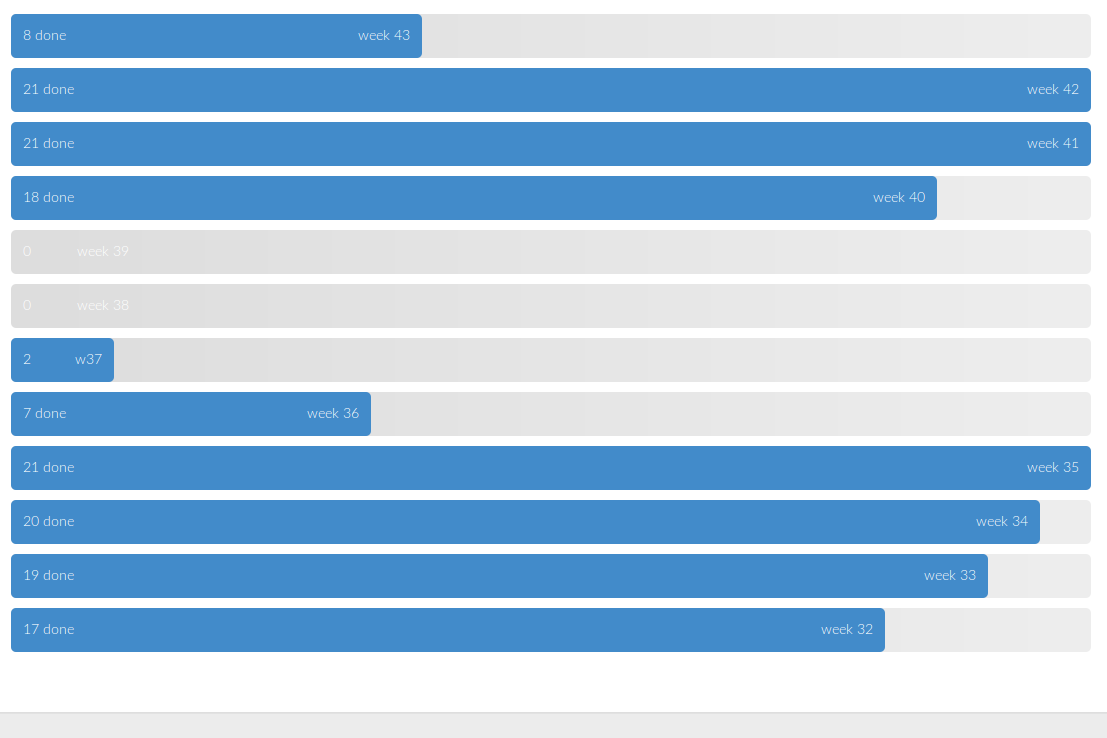 8 done week 43
21 done week 42
21 done week 41
18 done week 40
0 week 39
0 week 38
2 w37
7 done week 36
21 done week 35
20 done week 34
19 done week 33
17 done week 32